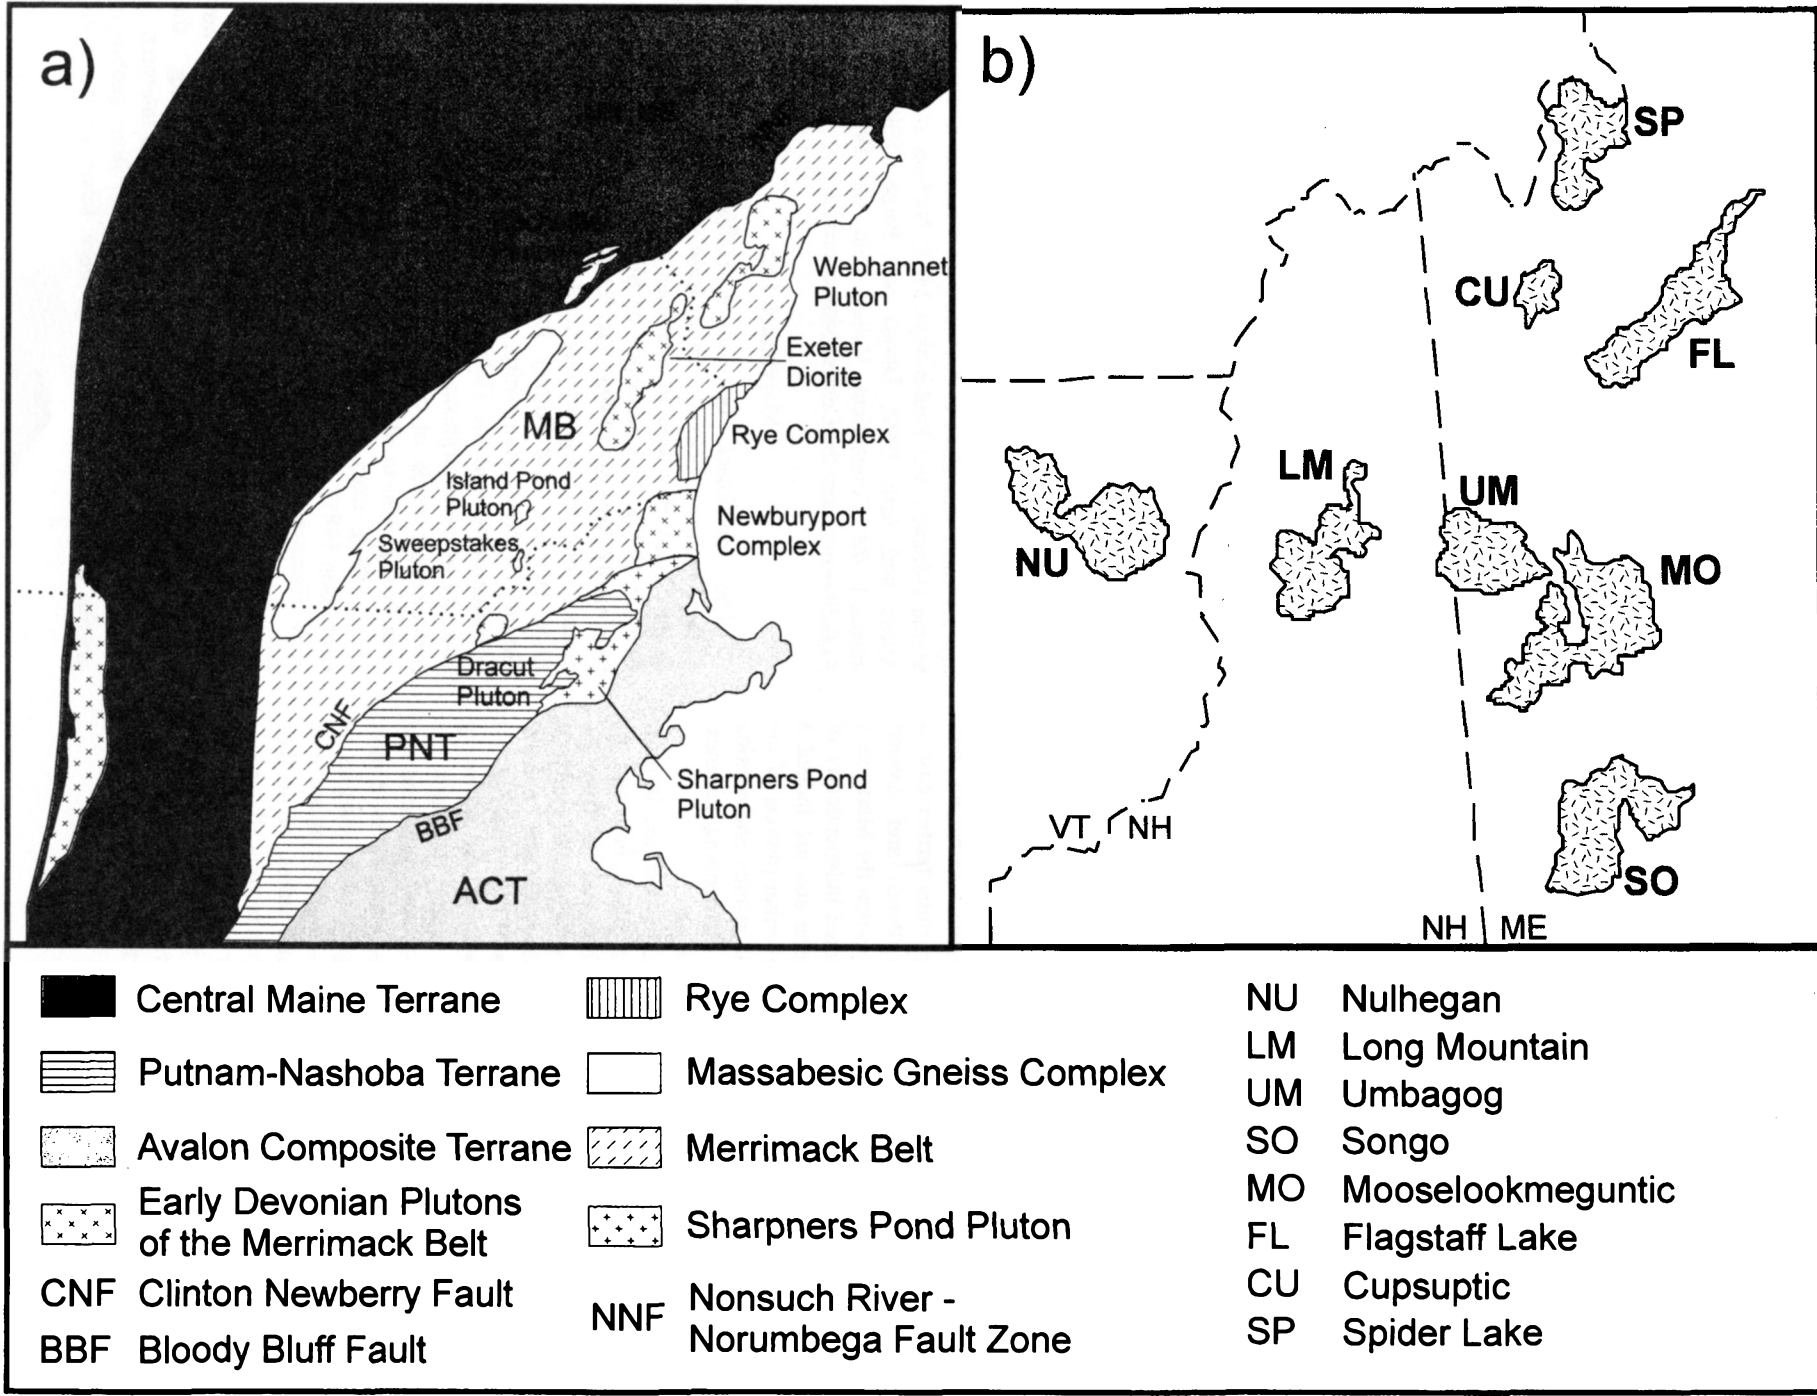 a)
Webhannet
Pluton
Exeter
Diorite
MB
Rye Complex
Island Pond
Pluton
Newburyport
Complex
Sweepstakes
Pluton
Dracut
Pluton
CNF
PNT
Sharpners Pond
Pluton
BBF
ACT
b)
SP
CU
FL
LM
UM
NU
MO
VT
NH
SO
NH
ME
Central Maine Terrane
Putnam-Nashoba Terrane
Avalon Composite Terrane
Early Devonian Plutons
of the Merrimack Belt
CNF Clinton Newberry Fault
BBF Bloody Bluff Fault
Rye Complex
Massabesic Gneiss Complex
Merrimack Belt
Sharpners Pond Pluton
NNF Nonsuch River -
Norumbega Fault Zone
NU Nulhegan
LM Long Mountain
UM Umbagog
SO Songo
MO Mooselookmeguntic
FL Flagstaff Lake
CU Cupsuptic
SP Spider Lake